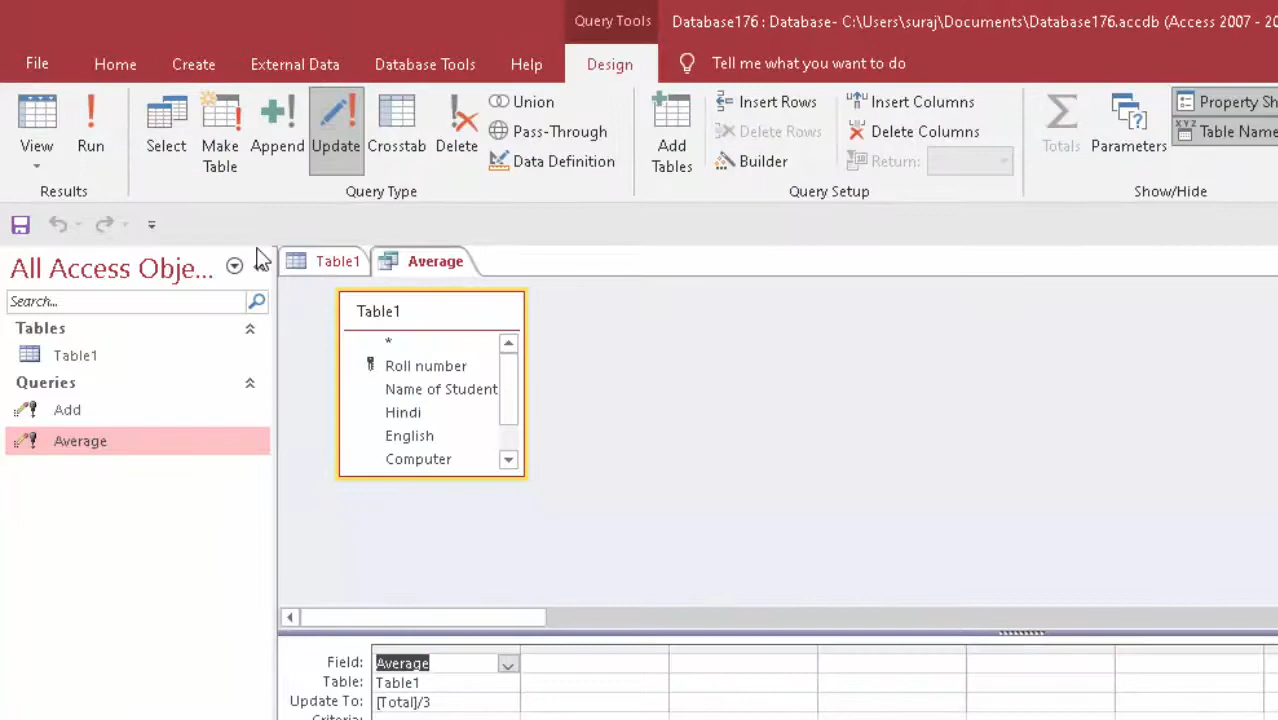 Query Tools
Database176 : Database- C:\Users\suraj\Documents\Database176.accdb (Access 2007 - 20
File Home Create External Data Database Tools Help Design Tell me what you want to do
View
Run
Select
Make Table
Append
Update
Crosstab
Delete
Union
Pass-Through
Data Definition
Add Tables
Insert Rows
Delete Rows
Builder
Insert Columns
Delete Columns
Return:
Totals
Parameters
Property Sh
XYZ Table Name
Results
Query Type
Query Setup
Show/Hide
All Access Obje...
Search...
Tables
Table1
Queries
Add
Average
Table1
Average
Table1
*
Roll number
Name of Student
Hindi
English
Computer
Field: Average
Table: Table1
Update To: [Total]/3
Criteria: